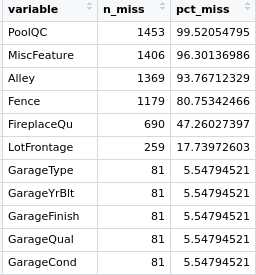 variable n_miss pct_miss
PoolQC 1453 99.52054795
MiscFeature 1406 96.30136986
Alley 1369 93.76712329
Fence 1179 80.75342466
FireplaceQu 690 47.26027397
LotFrontage 259 17.73972603
GarageType 81 5.54794521
GarageYrBlt 81 5.54794521
GarageFinish 81 5.54794521
GarageQual 81 5.54794521
GarageCond 81 5.54794521